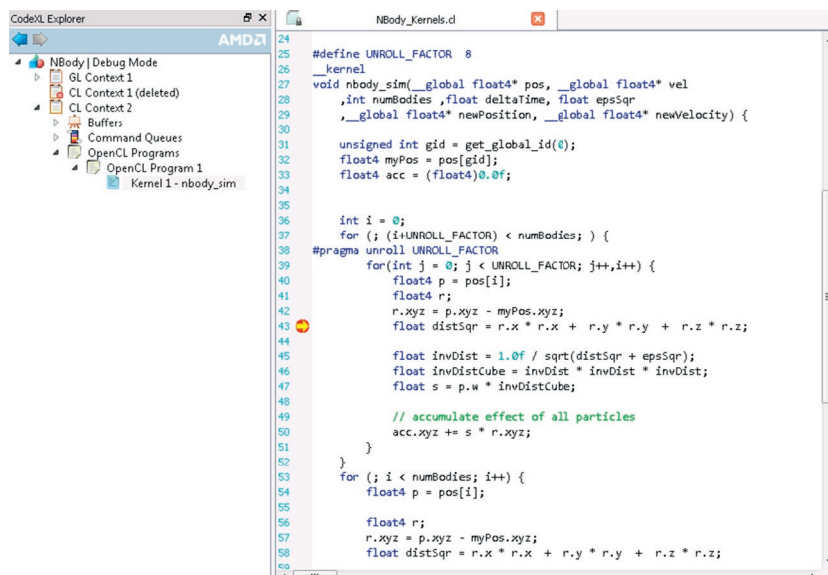 CodeXL Explorer
AMD
NBody | Debug Mode
GL Context 1
CL Context 1 (deleted)
CL Context 2
Buffers
Command Queues
OpenCL Programs
OpenCL Program 1
Kernel 1 - nbody_sim
NBody_Kernels.cl
24
25 #define UNROLL_FACTOR 8
26 __kernel
27 void nbody_sim(__global float4* pos, __global float4* vel
28 ,int numBodies ,float deltaTime, float epsSqr
29 ,__global float4* newPosition, __global float4* newVelocity) {
30
31 unsigned int gid = get_global_id(0);
32 float4 myPos = pos[gid];
33 float4 acc = (float4)0.0f;
34
35
36 int i = 0;
37 for (; (i+UNROLL_FACTOR) < numBodies; ) {
38 #pragma unroll UNROLL_FACTOR
39 for(int j = 0; j < UNROLL_FACTOR; j++,i++) {
40 float4 p = pos[i];
41 float4 r;
42 r.xyz = p.xyz - myPos.xyz;
43 float distSqr = r.x * r.x + r.y * r.y + r.z * r.z;
44
45 float invDist = 1.0f / sqrt(distSqr + epsSqr);
46 float invDistCube = invDist * invDist * invDist;
47 float s = p.w * invDistCube;
48
49 // accumulate effect of all particles
50 acc.xyz += s * r.xyz;
51 }
52 }
53 for (; i < numBodies; i++) {
54 float4 p = pos[i];
55
56 float4 r;
57 r.xyz = p.xyz - myPos.xyz;
58 float distSqr = r.x * r.x + r.y * r.y + r.z * r.z;
59